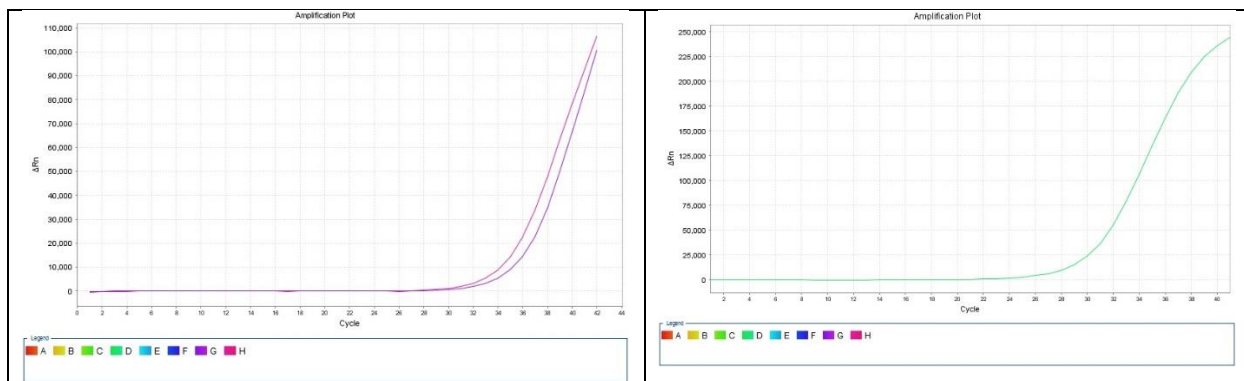 Amplification Plot
110,000
100,000
90,000
80,000
70,000
60,000
50,000
40,000
30,000
20,000
10,000
0
ΔRn
0 2 4 6 8 10 12 14 16 18 20 22 24 26 28 30 32 34 36 38 40 42 44
Cycle
Legend
A B C D E F G H
Amplification Plot
250,000
225,000
200,000
175,000
150,000
125,000
100,000
75,000
50,000
25,000
0
ΔRn
2 4 6 8 10 12 14 16 18 20 22 24 26 28 30 32 34 36 38 40
Cycle
Legend
A B C D E F G H